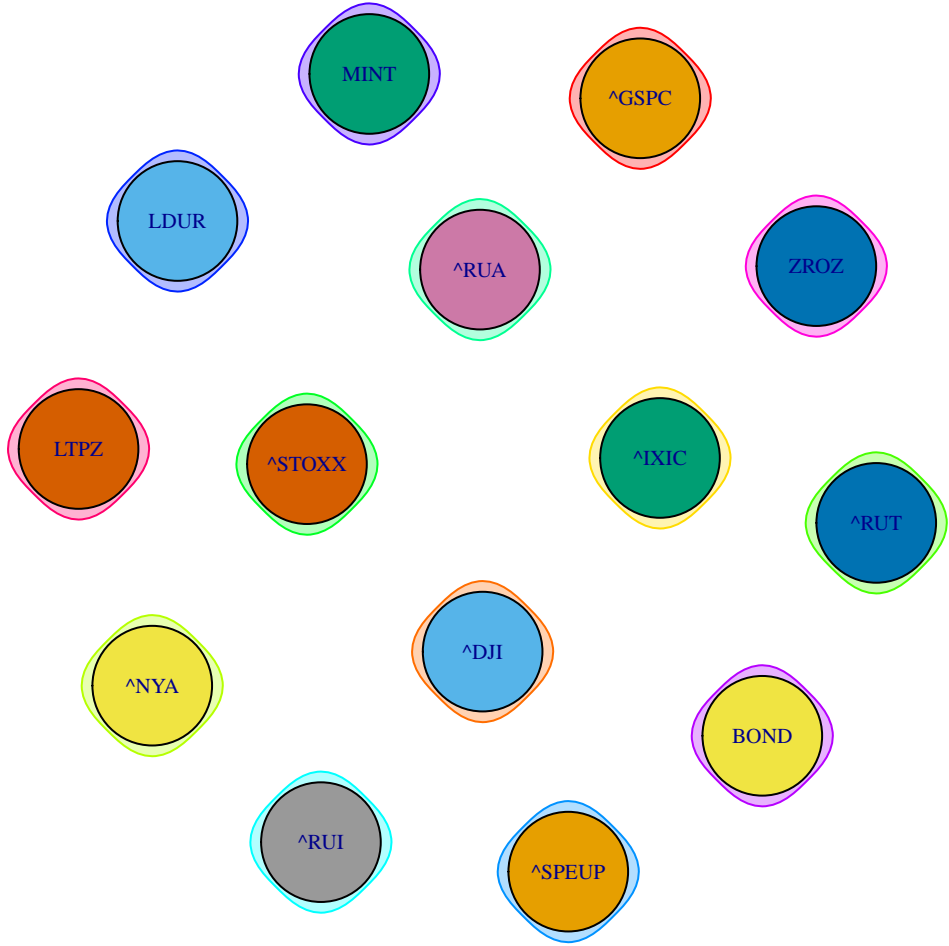 MINT
^GSPC
LDUR
^RUA
ZROZ
LTPZ
^STOXX
^IXIC
^RUT
^NYA
^DJI
BOND
^RUI
^SPEUP